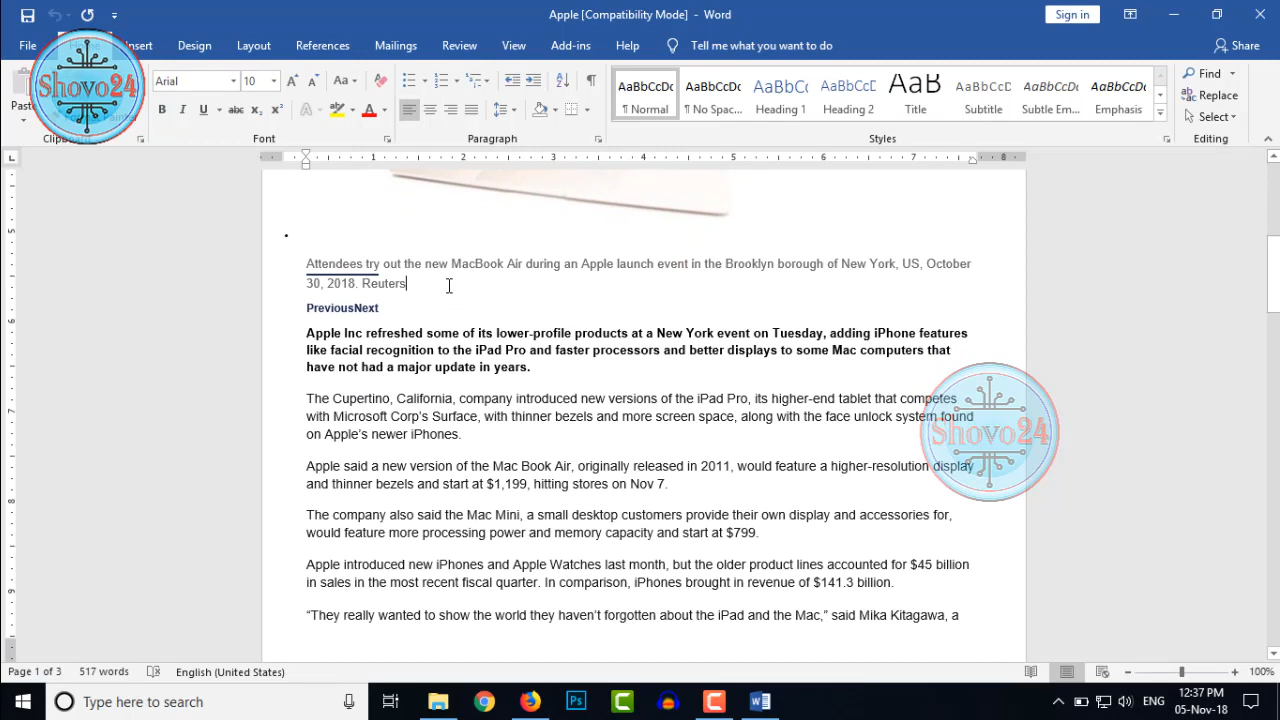 Apple [Compatibility Mode] - Word
Sign in
File
Insert
Design
Layout
References
Mailings
Review
View
Add-ins
Help
Tell me what you want to do
Share
Shovo24
Arial
10
Aa
B I U abc x₂ x²
AaBbCcDc
AaBbCcDc
AaBbCc
AaBbCcD
AaB
AaBbCcDc
AaBbCcDc
AaBbCcDc
¶ Normal
¶ No Spac...
Heading 1
Heading 2
Title
Subtitle
Subtle Em...
Emphasis
Find
Replace
Select
Font
Paragraph
Styles
Editing
1 2 3 4 5 6 7 8
Attendees try out the new MacBook Air during an Apple launch event in the Brooklyn borough of New York, US, October
30, 2018. Reuters
PreviousNext
Apple Inc refreshed some of its lower-profile products at a New York event on Tuesday, adding iPhone features
like facial recognition to the iPad Pro and faster processors and better displays to some Mac computers that
have not had a major update in years.
The Cupertino, California, company introduced new versions of the iPad Pro, its higher-end tablet that competes
with Microsoft Corp's Surface, with thinner bezels and more screen space, along with the face unlock system found
on Apple's newer iPhones.
Shovo24
Apple said a new version of the Mac Book Air, originally released in 2011, would feature a higher-resolution display
and thinner bezels and start at $1,199, hitting stores on Nov 7.
The company also said the Mac Mini, a small desktop customers provide their own display and accessories for,
would feature more processing power and memory capacity and start at $799.
Apple introduced new iPhones and Apple Watches last month, but the older product lines accounted for $45 billion
in sales in the most recent fiscal quarter. In comparison, iPhones brought in revenue of $141.3 billion.
“They really wanted to show the world they haven’t forgotten about the iPad and the Mac,” said Mika Kitagawa, a
Page 1 of 3
517 words
English (United States)
100%
Type here to search
Ps
ENG
12:37 PM
05-Nov-18